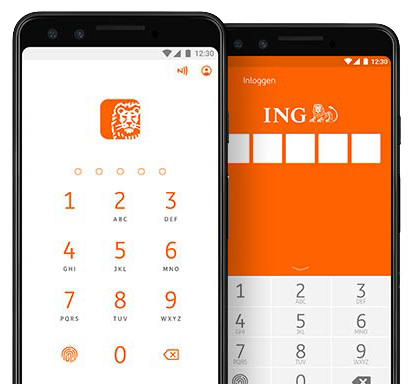 12:30
1 2 3
ABC DEF
4 5 6
GHI JKL MNO
7 8 9
PQRS TUV WXYZ
0
12:30
Inloggen
ING
1 2 3
ABC DEF
4 5 6
GHI JKL MNO
7 8 9
PQRS TUV WXYZ
0